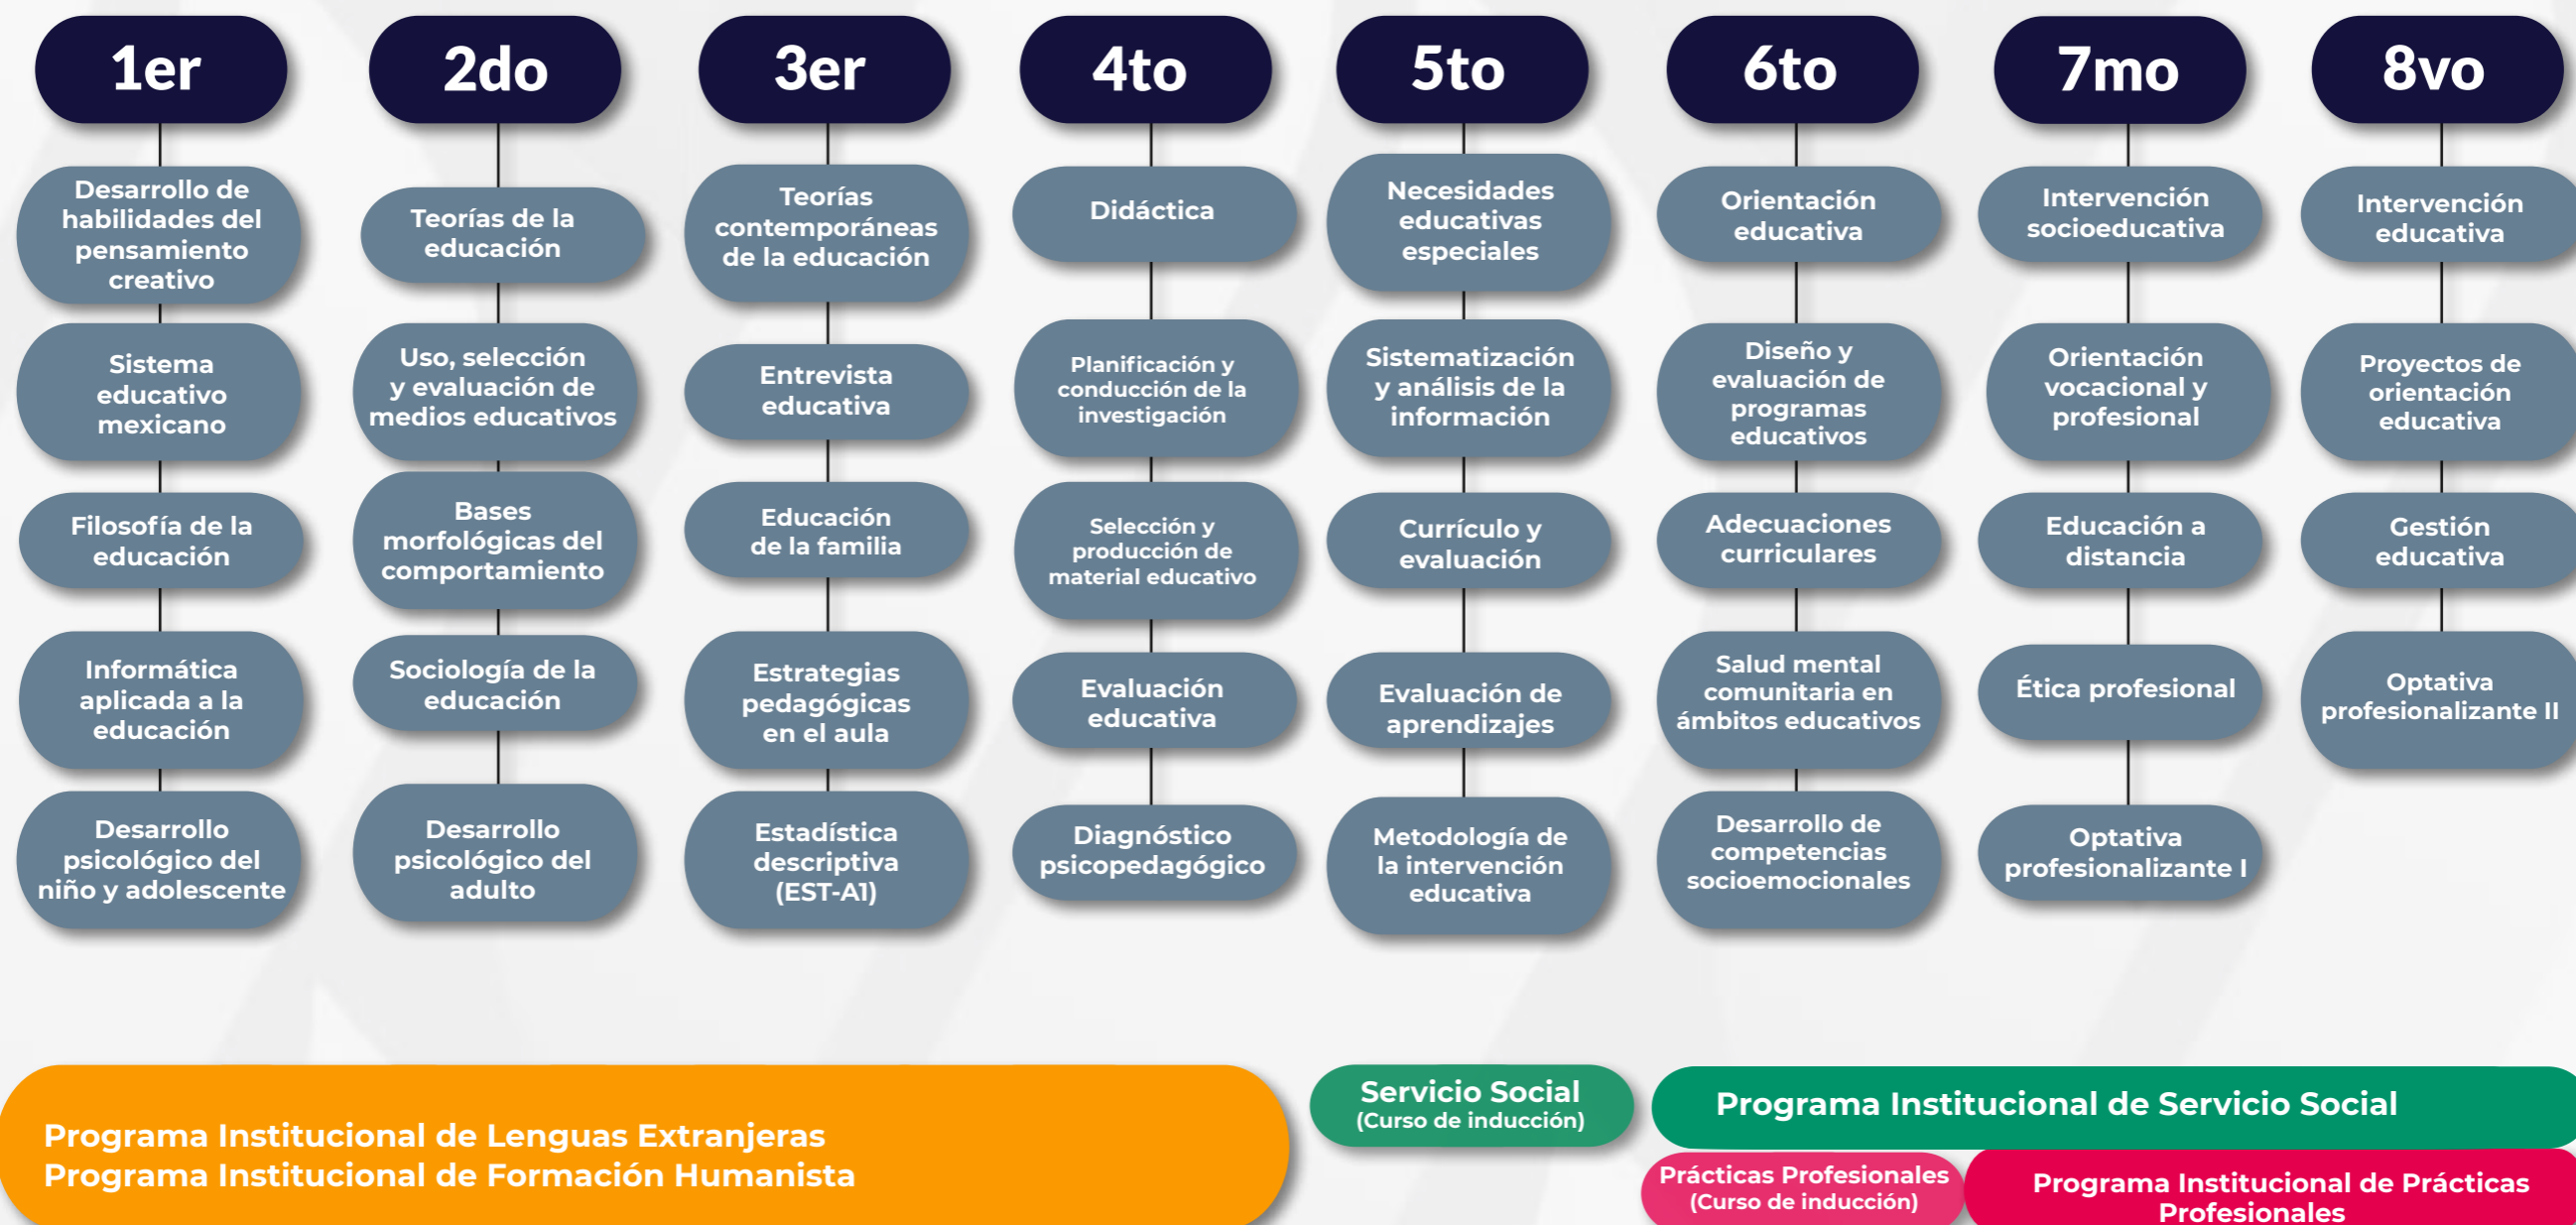 1er
Desarrollo de
habilidades del
pensamiento
creativo
Sistema
educativo
mexicano
Filosofía de la
educación
Informática
aplicada a la
educación
Desarrollo
psicológico del
niño y adolescente
2do
Teorías de la
educación
Uso, selección
y evaluación de
medios educativos
Bases
morfológicas del
comportamiento
Sociología de la
educación
Desarrollo
psicológico del
adulto
3er
Teorías
contemporáneas
de la educación
Entrevista
educativa
Educación
de la familia
Estrategias
pedagógicas
en el aula
Estadística
descriptiva
(EST-A1)
4to
Didáctica
Planificación y
conducción de la
investigación
Selección y
producción de
material educativo
Evaluación
educativa
Diagnóstico
psicopedagógico
5to
Necesidades
educativas
especiales
Sistematización
y análisis de la
información
Currículo y
evaluación
Evaluación de
aprendizajes
Metodología de
la intervención
educativa
6to
Orientación
educativa
Diseño y
evaluación de
programas
educativos
Adecuaciones
curriculares
Salud mental
comunitaria en
ámbitos educativos
Desarrollo de
competencias
socioemocionales
7mo
Intervención
socioeducativa
Orientación
vocacional y
profesional
Educación a
distancia
Ética profesional
Optativa
profesionalizante I
8vo
Intervención
educativa
Proyectos de
orientación
educativa
Gestión
educativa
Optativa
profesionalizante II
Programa Institucional de Lenguas Extranjeras
Programa Institucional de Formación Humanista
Servicio Social
(Curso de inducción)
Programa Institucional de Servicio Social
Prácticas Profesionales
(Curso de inducción)
Programa Institucional de Prácticas
Profesionales